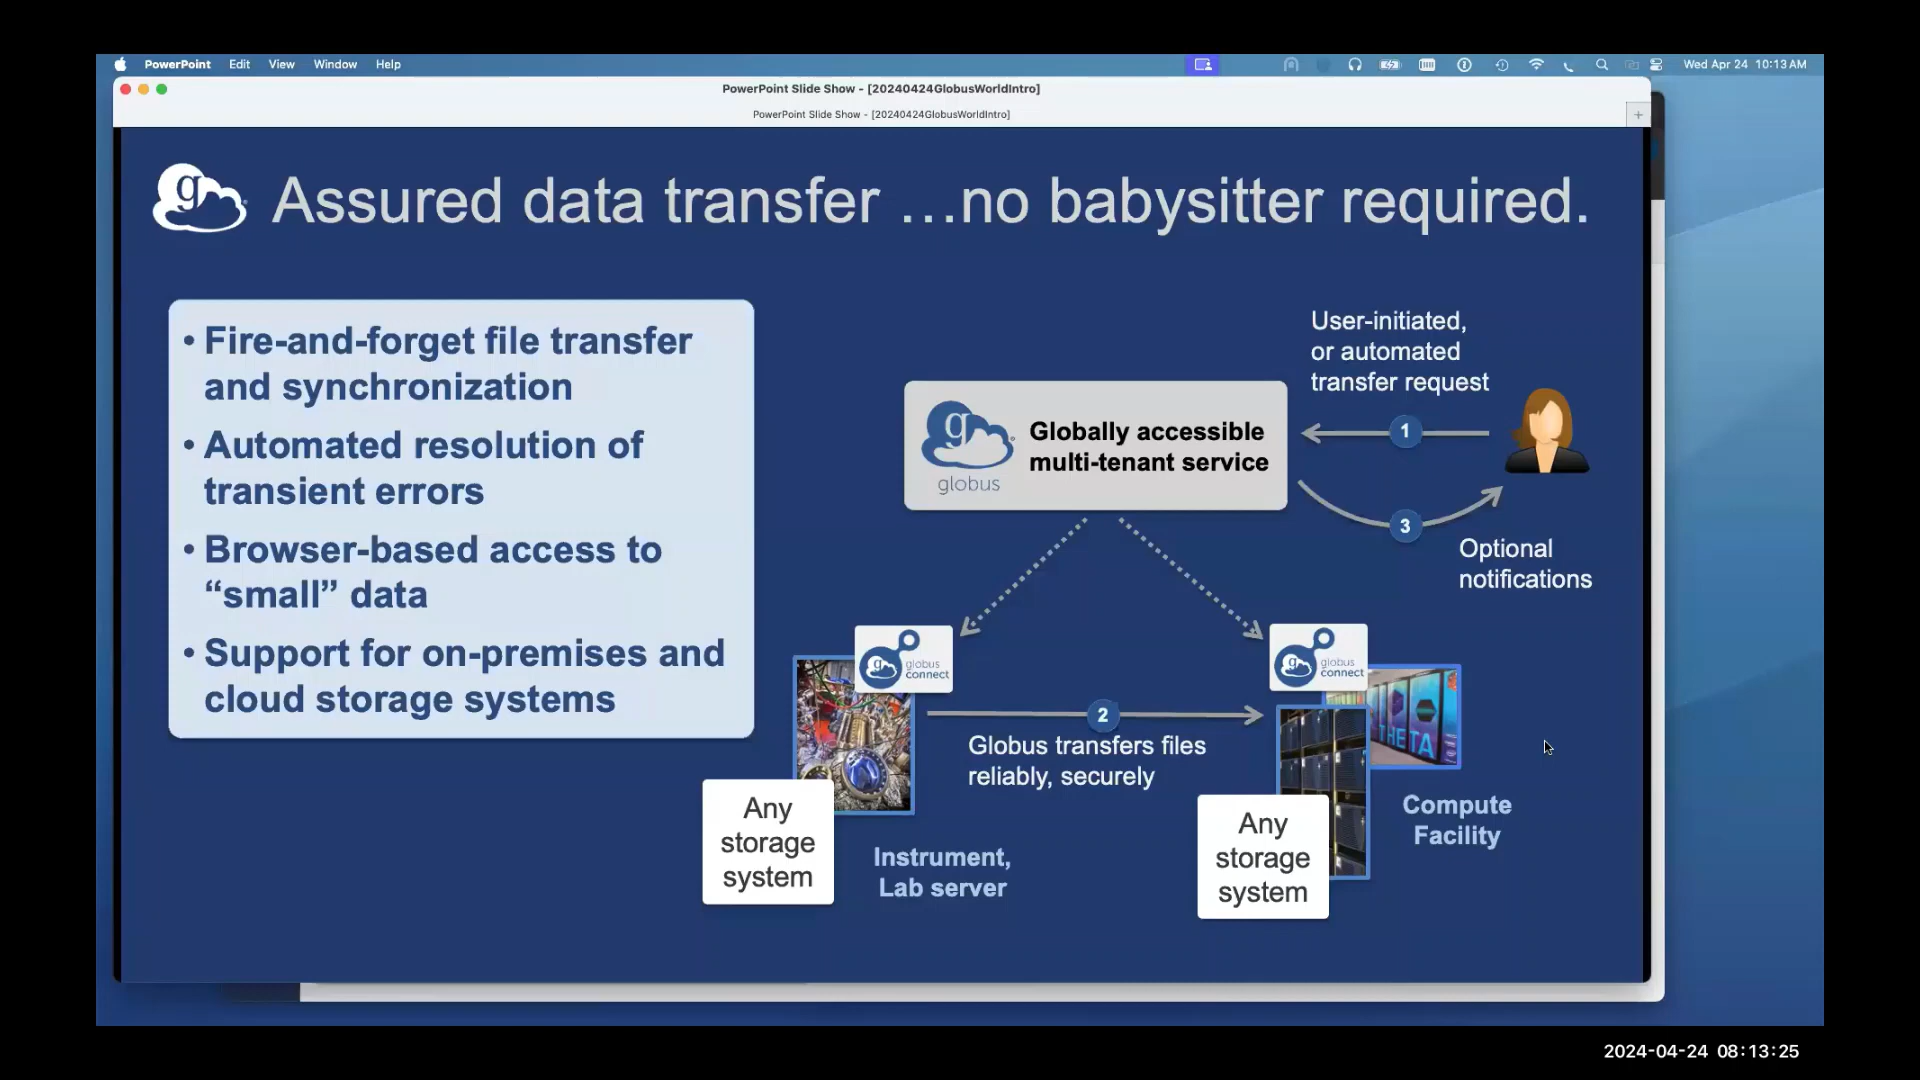 PowerPoint Edit View Window Help
Wed Apr 24 10:13 AM
PowerPoint Slide Show - [20240424GlobusWorldIntro]
PowerPoint Slide Show - [20240424GlobusWorldIntro]
g Assured data transfer ...no babysitter required.
• Fire-and-forget file transfer
and synchronization
• Automated resolution of
transient errors
• Browser-based access to
“small” data
• Support for on-premises and
cloud storage systems
User-initiated,
or automated
transfer request
g
globus
Globally accessible
multi-tenant service
1
3
Optional
notifications
g globus
connect
g globus
connect
2
Globus transfers files
reliably, securely
THETA
Any
storage
system
Instrument,
Lab server
Any
storage
system
Compute
Facility
2024-04-24 08:13:25